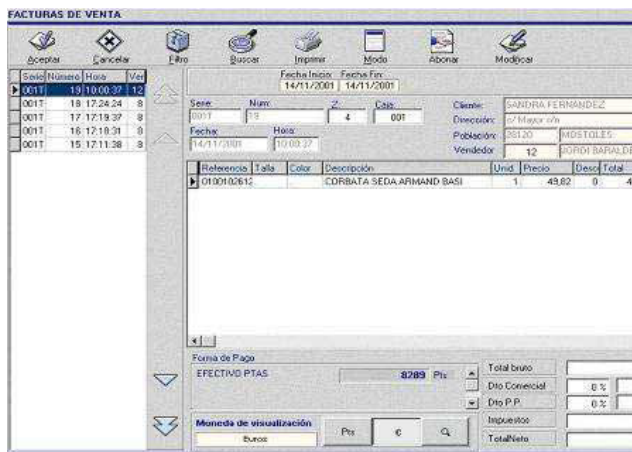 FACTURAS DE VENTA
Aceptar Cancelar Filtro Buscar Imprimir Modo Abonar Modificar
Fecha Inicio: Fecha Fin:
14/11/2001 14/11/2001
Serie Número Hora Ver
001T 19 10:00:37 12
001T 18 17:24:24 8
001T 17 17:19:37 8
001T 16 17:18:31 8
001T 15 17:11:38 8
Serie: Num: Z: Caja:
001T 19 4 001
Fecha: Hora:
14/11/2001 10:00:37
Cliente: SANDRA FERNANDEZ
Dirección: c/ Mayor s/n
Población: 28120 MOSTOLES
Vendedor 12 JORDI BARALDE
Referencia Talla Color Descripción Unid. Precio Desc Total
0100102612 CORBATA SEDA ARMAND BASI 1 49,82 0 4
Forma de Pago
EFECTIVO PTAS 8289 Pts
Moneda de visualización
Euros
Pts €
Total bruto
Dto Comercial 0 %
Dto P.P. 0 %
Impuestos
TotalNeto